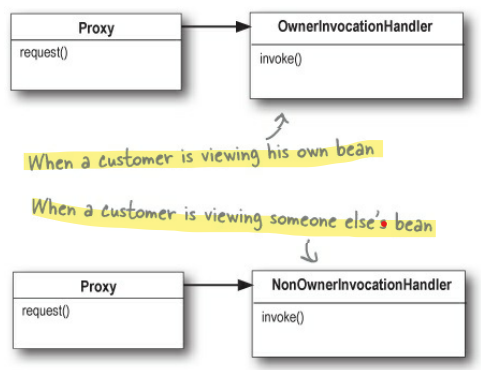 Proxy
request()
OwnerInvocationHandler
invoke()
When a customer is viewing his own bean
When a customer is viewing someone else's bean
Proxy
request()
NonOwnerInvocationHandler
invoke()